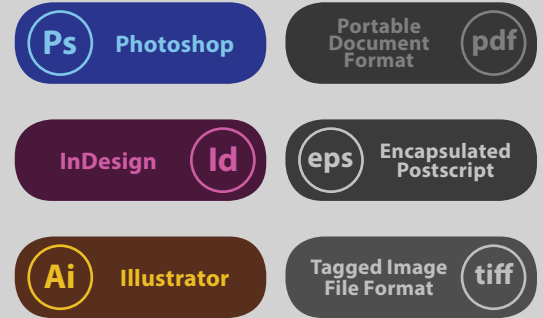 Ps
Photoshop
Portable
Document
Format
pdf
InDesign
Id
eps
Encapsulated
Postscript
Ai
Illustrator
Tagged Image
File Format
tiff